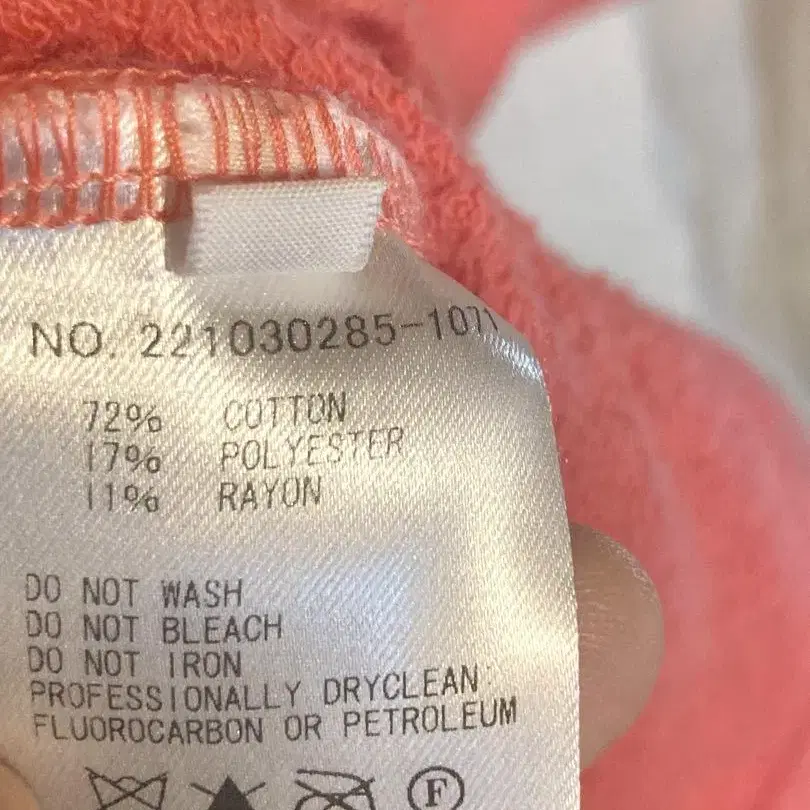 NO. 221030285-1071
72% COTTON
17% POLYESTER
11% RAYON
DO NOT WASH
DO NOT BLEACH
DO NOT IRON
PROFESSIONALLY DRYCLEAN
FLUOROCARBON OR PETROLEUM
F